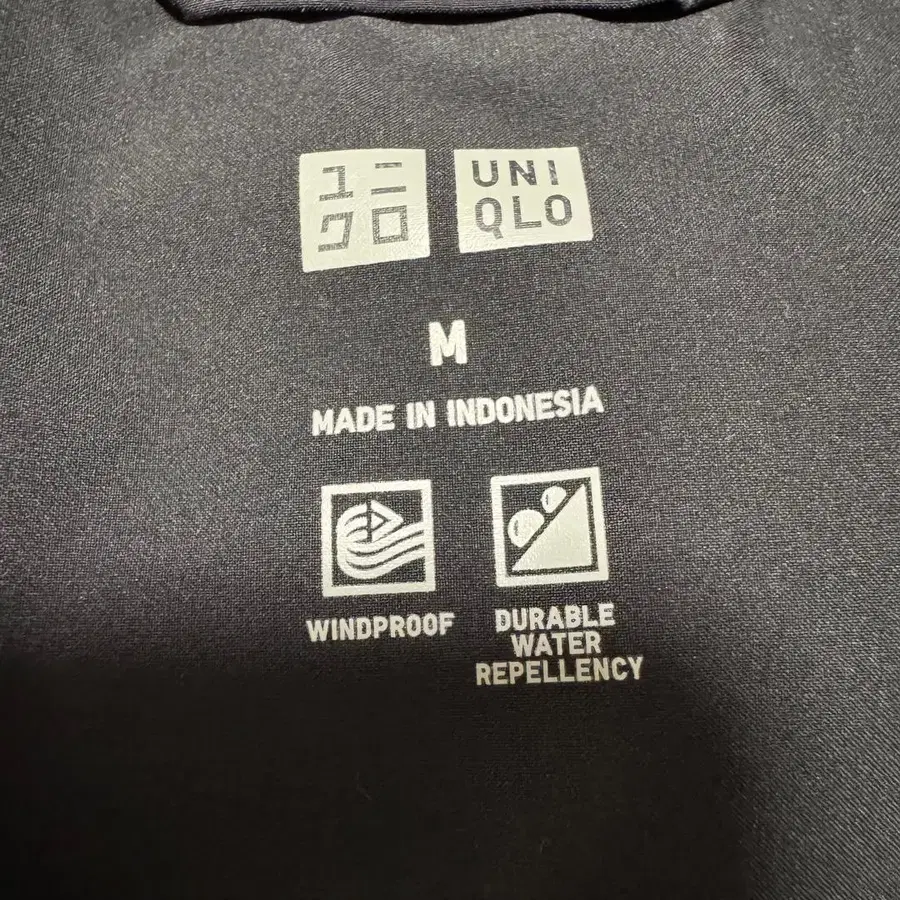 ユニ
クロ
UNI
QLO
M
MADE IN INDONESIA
WINDPROOF
DURABLE
WATER
REPELLENCY